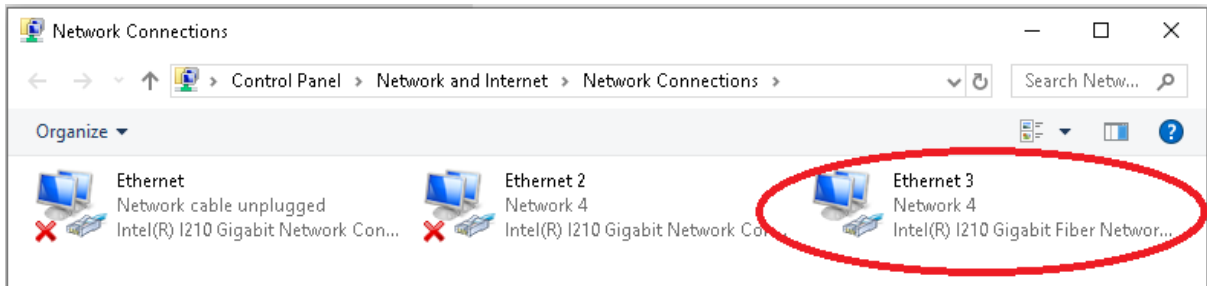 Network Connections
Control Panel > Network and Internet > Network Connections >
Search Netw...
Organize
Ethernet
Network cable unplugged
Intel(R) I210 Gigabit Network Con...
Ethernet 2
Network 4
Intel(R) I210 Gigabit Network Con...
Ethernet 3
Network 4
Intel(R) I210 Gigabit Fiber Networ...